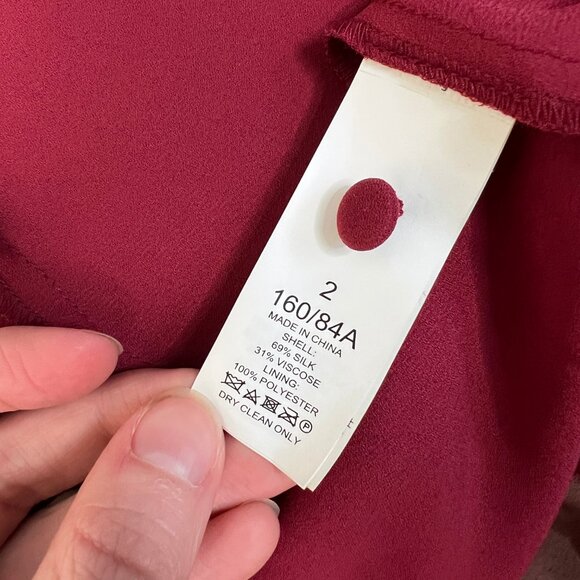 2
160/84A
MADE IN CHINA
SHELL:
69% SILK
31% VISCOSE
LINING:
100% POLYESTER
P
DRY CLEAN ONLY